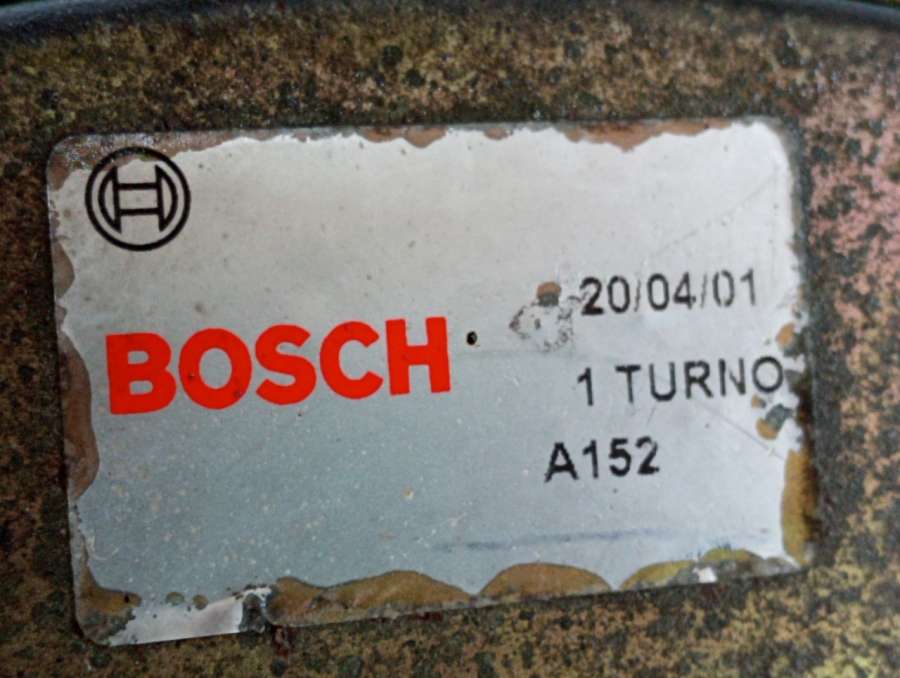 20/04/01
BOSCH
1 TURNO
A152